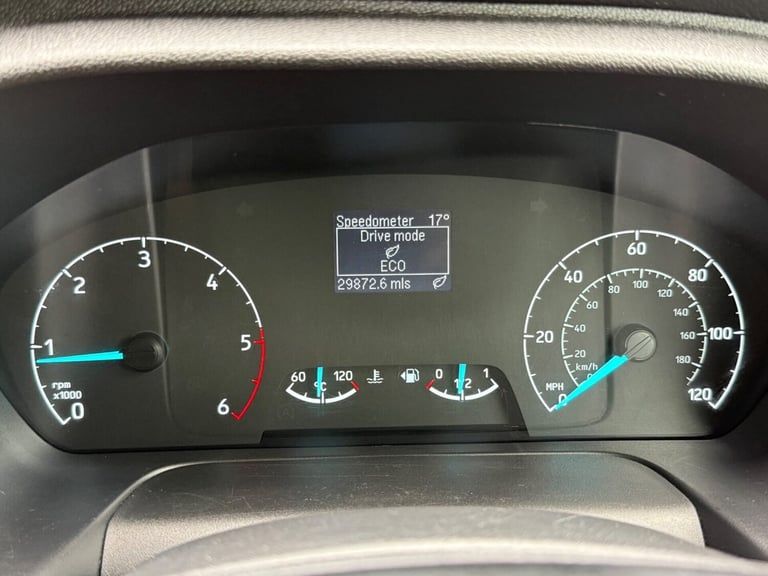 Speedometer 17°
Drive mode
ECO
29872.6 mls
0 1 2 3 4 5 6
rpm
x1000
60 °C 120
0 1/2 1
0 20 40 60 80 100 120
MPH
20 40 60 80 100 120 140 160 180
km/h